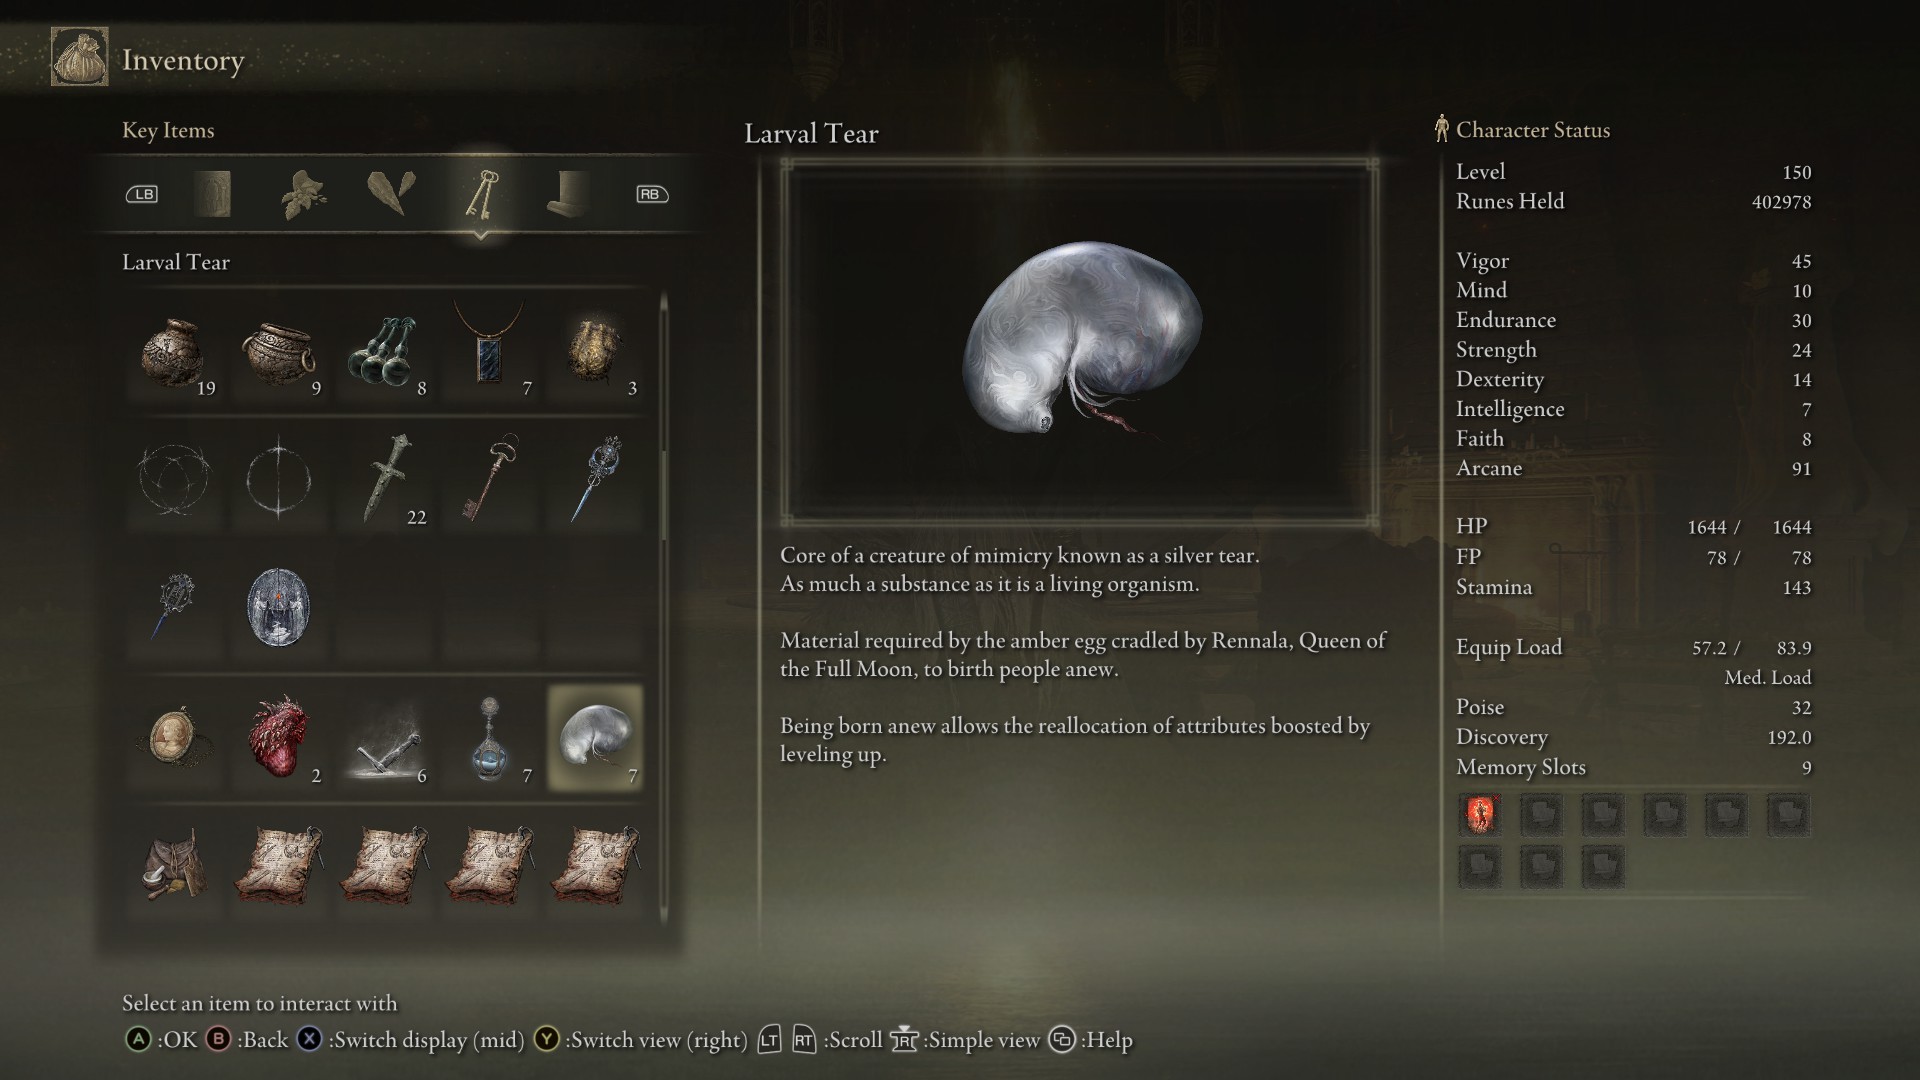 Inventory
Key Items
LB
RB
Larval Tear
19
9
8
7
3
22
2
6
7
7
Select an item to interact with
A :OK B :Back X :Switch display (mid) Y :Switch view (right) LT RT :Scroll R :Simple view :Help
Larval Tear
Core of a creature of mimicry known as a silver tear.
As much a substance as it is a living organism.
Material required by the amber egg cradled by Rennala, Queen of
the Full Moon, to birth people anew.
Being born anew allows the reallocation of attributes boosted by
leveling up.
Character Status
Level 150
Runes Held 402978
Vigor 45
Mind 10
Endurance 30
Strength 24
Dexterity 14
Intelligence 7
Faith 8
Arcane 91
HP 1644 / 1644
FP 78 / 78
Stamina 143
Equip Load 57.2 / 83.9
Med. Load
Poise 32
Discovery 192.0
Memory Slots 9